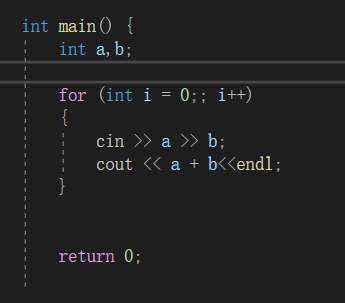 int main() {
int a,b;
for (int i = 0;; i++)
{
cin >> a >> b;
cout << a + b<<endl;
}
return 0;